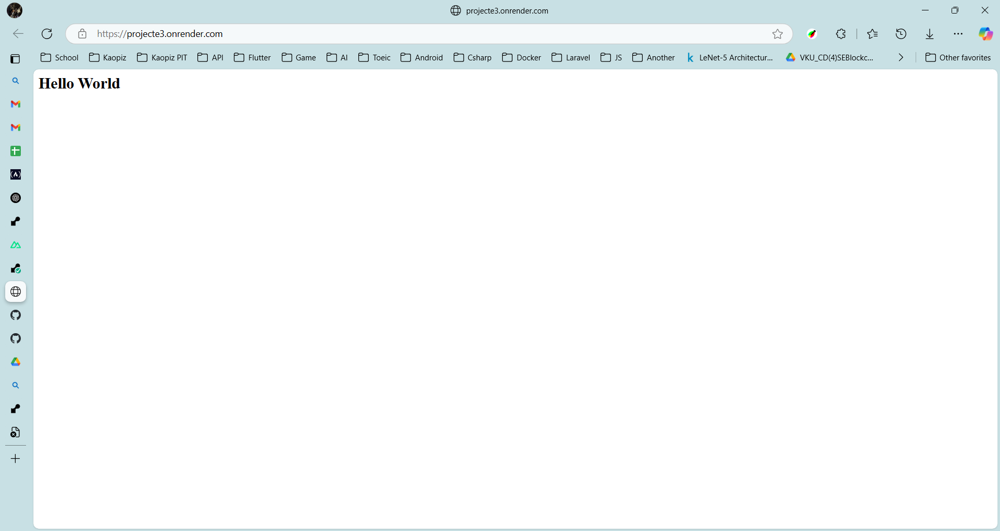 projecte3.onrender.com
https://projecte3.onrender.com
School Kaopiz Kaopiz PIT API Flutter Game AI Toeic Android Csharp Docker Laravel JS Another LeNet-5 Architectur... VKU_CD(4)SEBlockc... Other favorites
Hello World